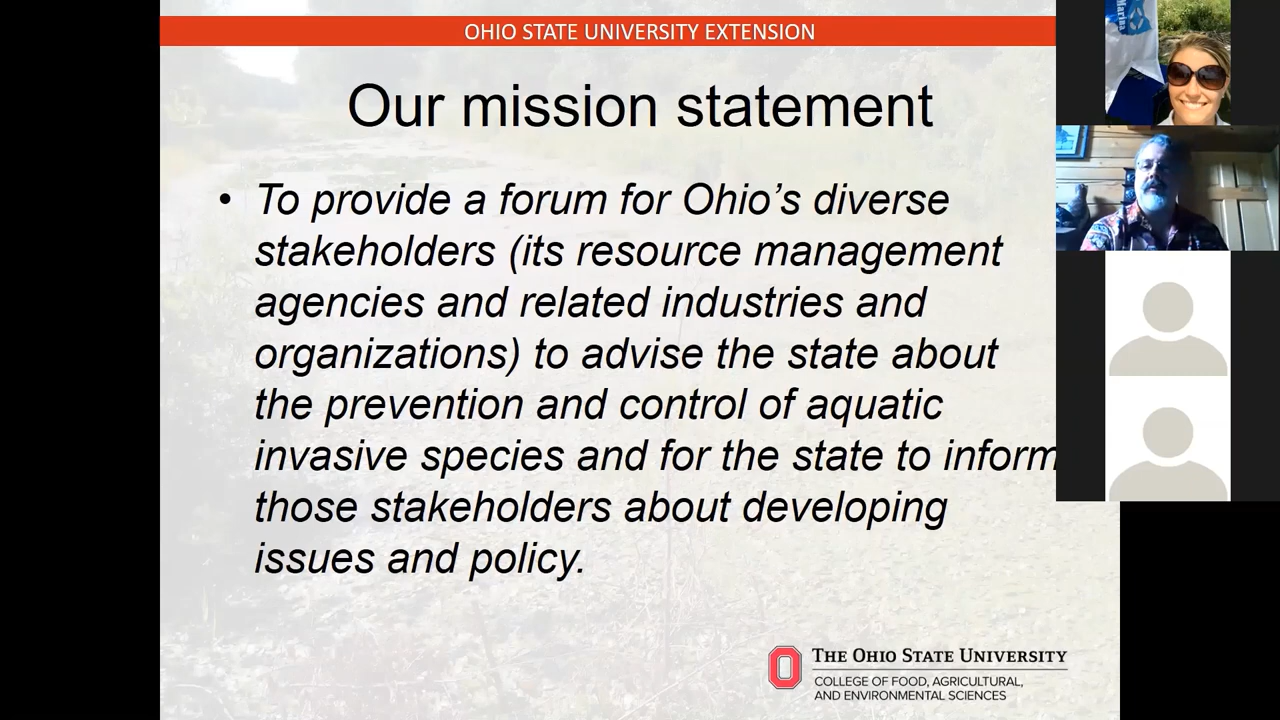 OHIO STATE UNIVERSITY EXTENSION
Our mission statement
• To provide a forum for Ohio’s diverse
stakeholders (its resource management
agencies and related industries and
organizations) to advise the state about
the prevention and control of aquatic
invasive species and for the state to inform
those stakeholders about developing
issues and policy.
THE OHIO STATE UNIVERSITY
COLLEGE OF FOOD, AGRICULTURAL,
AND ENVIRONMENTAL SCIENCES
Marina